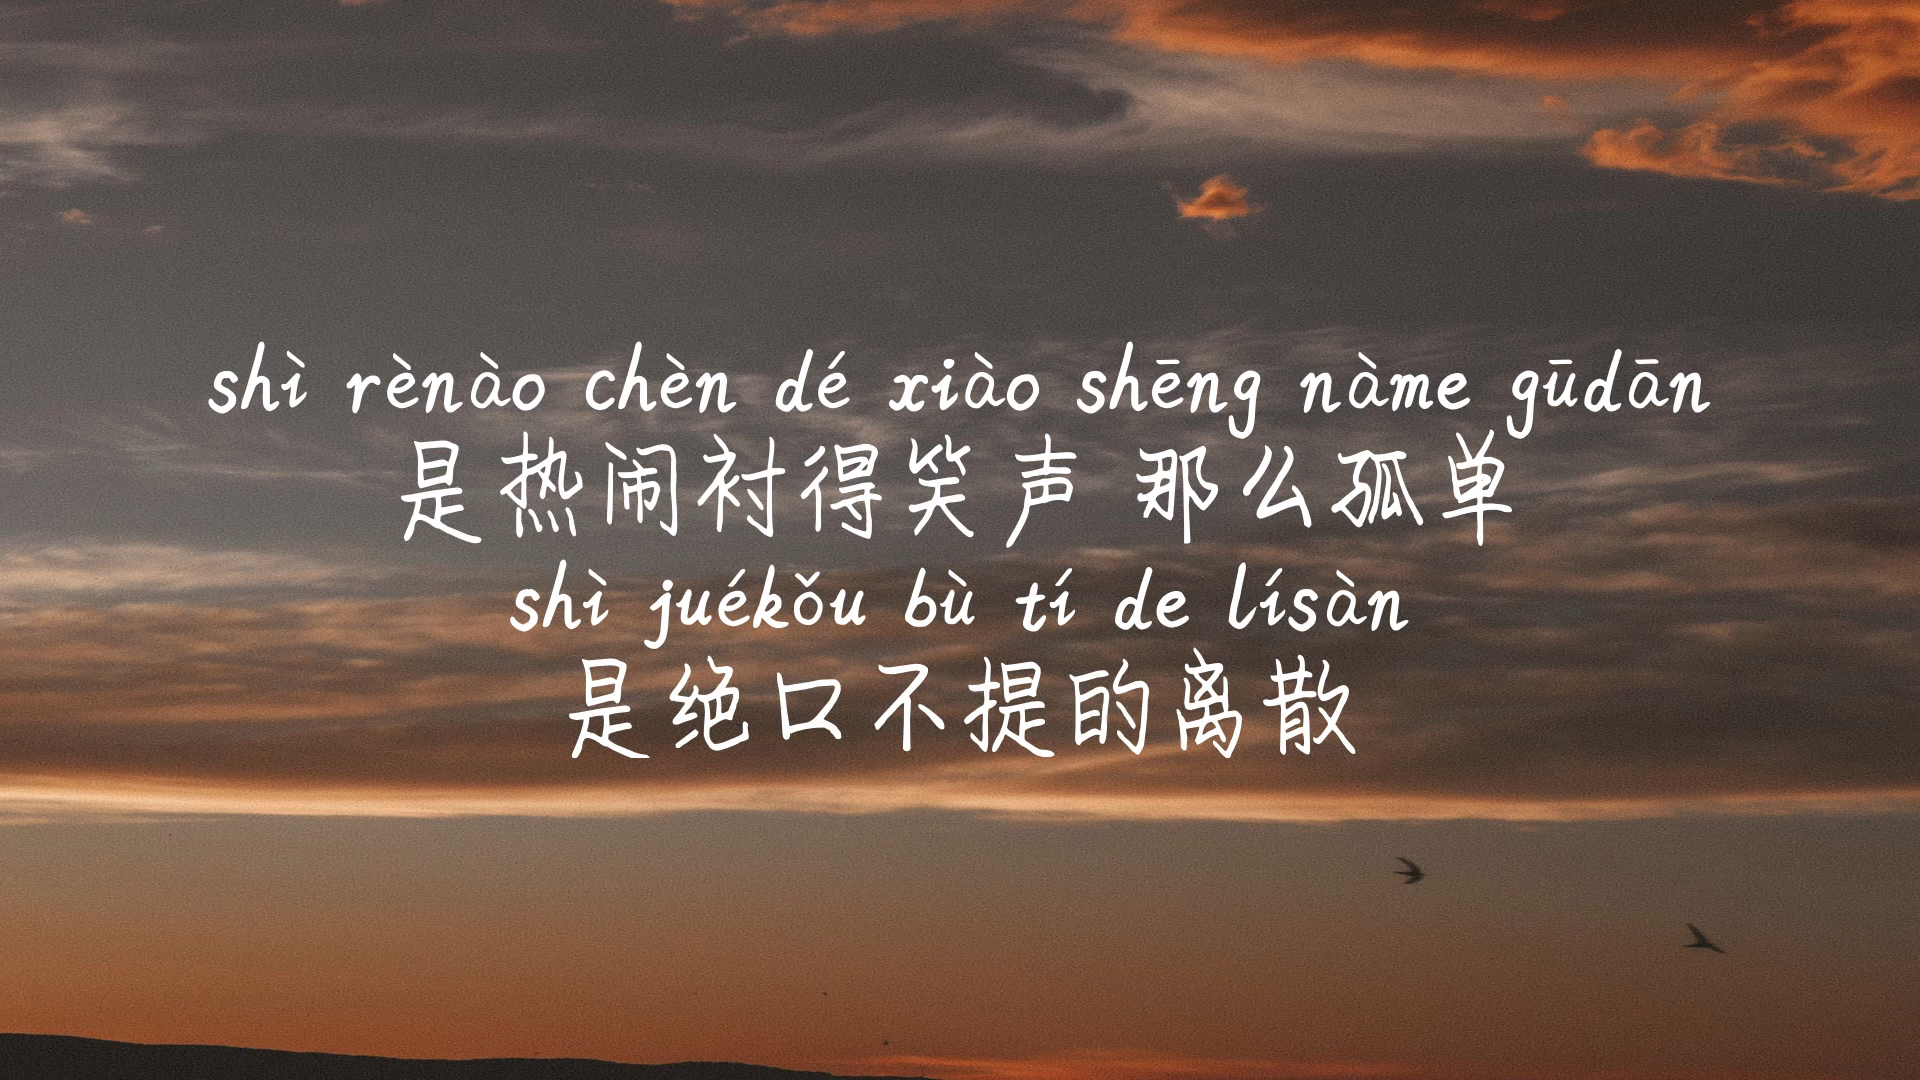 shì rènào chèn dé xiào shēng nàme gūdān
是热闹衬得笑声 那么孤单
shì juékǒu bù tí de lísàn
是绝口不提的离散